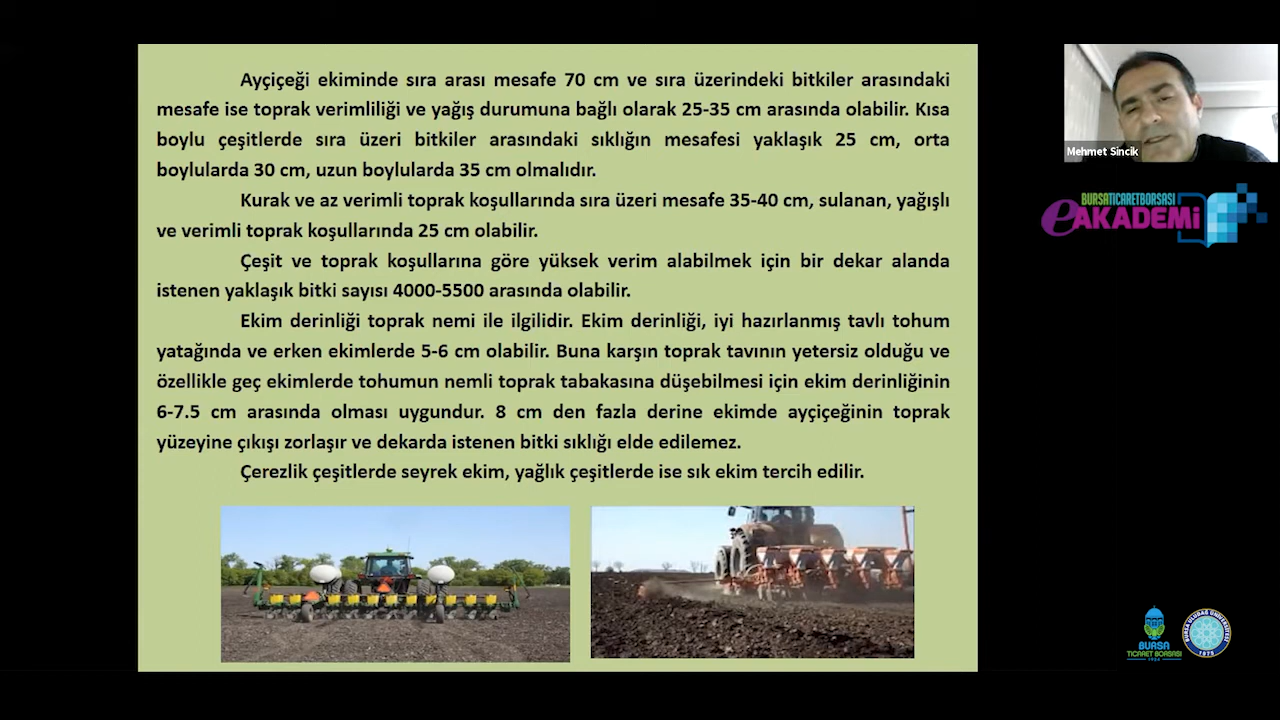 Ayçiçeği ekiminde sıra arası mesafe 70 cm ve sıra üzerindeki bitkiler arasındaki
mesafe ise toprak verimliliği ve yağış durumuna bağlı olarak 25-35 cm arasında olabilir. Kısa
boylu çeşitlerde sıra üzeri bitkiler arasındaki sıklığın mesafesi yaklaşık 25 cm, orta
boylularda 30 cm, uzun boylularda 35 cm olmalıdır.
Kurak ve az verimli toprak koşullarında sıra üzeri mesafe 35-40 cm, sulanan, yağışlı
ve verimli toprak koşullarında 25 cm olabilir.
Çeşit ve toprak koşullarına göre yüksek verim alabilmek için bir dekar alanda
istenen yaklaşık bitki sayısı 4000-5500 arasında olabilir.
Ekim derinliği toprak nemi ile ilgilidir. Ekim derinliği, iyi hazırlanmış tavlı tohum
yatağında ve erken ekimlerde 5-6 cm olabilir. Buna karşın toprak tavının yetersiz olduğu ve
özellikle geç ekimlerde tohumun nemli toprak tabakasına düşebilmesi için ekim derinliğinin
6-7.5 cm arasında olması uygundur. 8 cm den fazla derine ekimde ayçiçeğinin toprak
yüzeyine çıkışı zorlaşır ve dekarda istenen bitki sıklığı elde edilemez.
Çerezlik çeşitlerde seyrek ekim, yağlık çeşitlerde ise sık ekim tercih edilir.
Mehmet Sincik
BURSATİCARETBORSASI
eAKADEMİ
BURSA
TİCARET BORSASI
1924
BURSA ULUDAĞ ÜNİVERSİTESİ
1975